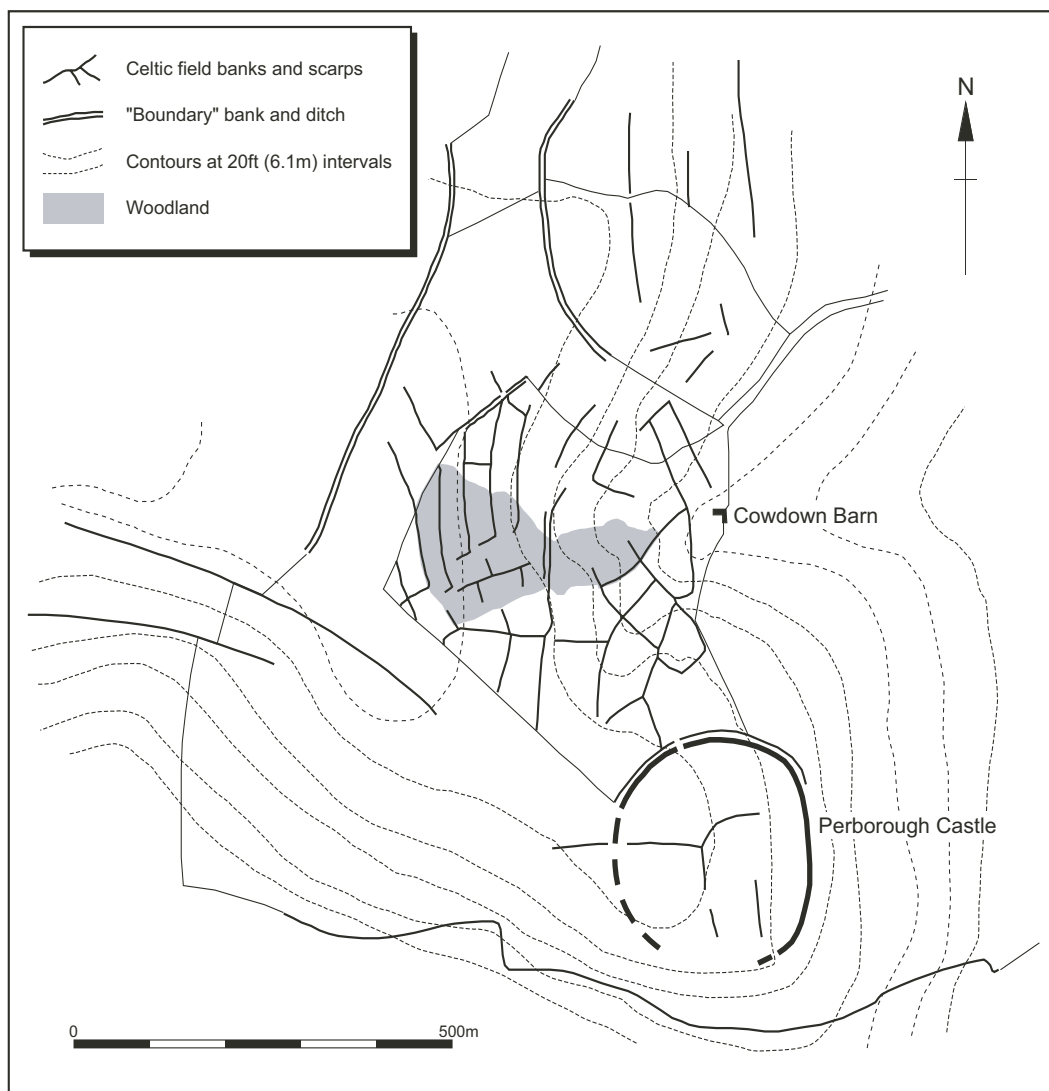 Celtic field banks and scarps
"Boundary" bank and ditch
Contours at 20ft (6.1m) intervals
Woodland
N
Cowdown Barn
Perborough Castle
0
500m